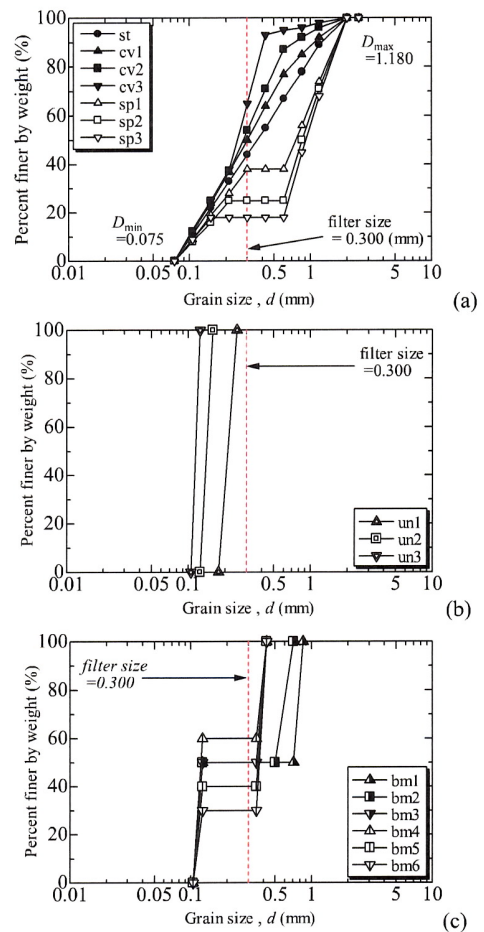 Percent finer by weight (%)
100
80
60
40
20
0
st
cv1
cv2
cv3
sp1
sp2
sp3
Dmax
=1.180
Dmin
=0.075
filter size
= 0.300 (mm)
0.01 0.05 0.1 0.5 1 5 10
Grain size , d (mm)
(a)
Percent finer by weight (%)
100
80
60
40
20
0
filter size
=0.300
un1
un2
un3
0.01 0.05 0.1 0.5 1 5 10
Grain size , d (mm)
(b)
Percent finer by weight (%)
100
80
60
40
20
0
filter size
=0.300
bm1
bm2
bm3
bm4
bm5
bm6
0.01 0.05 0.1 0.5 1 5 10
Grain size , d (mm)
(c)